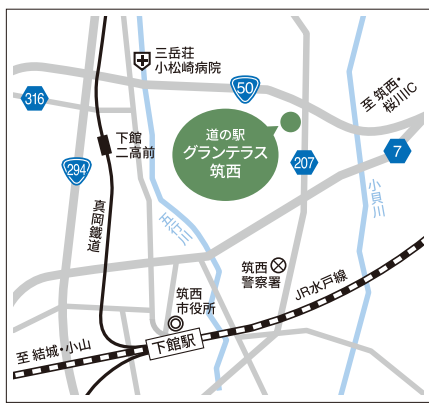 三岳荘
小松崎病院
50
至 筑西・
桜川IC
316
道の駅
グランテラス
筑西
下館
二高前
207
7
294
小貝川
真岡鐵道
五行川
筑西
警察署
JR水戸線
筑西
市役所
下館駅
至 結城・小山